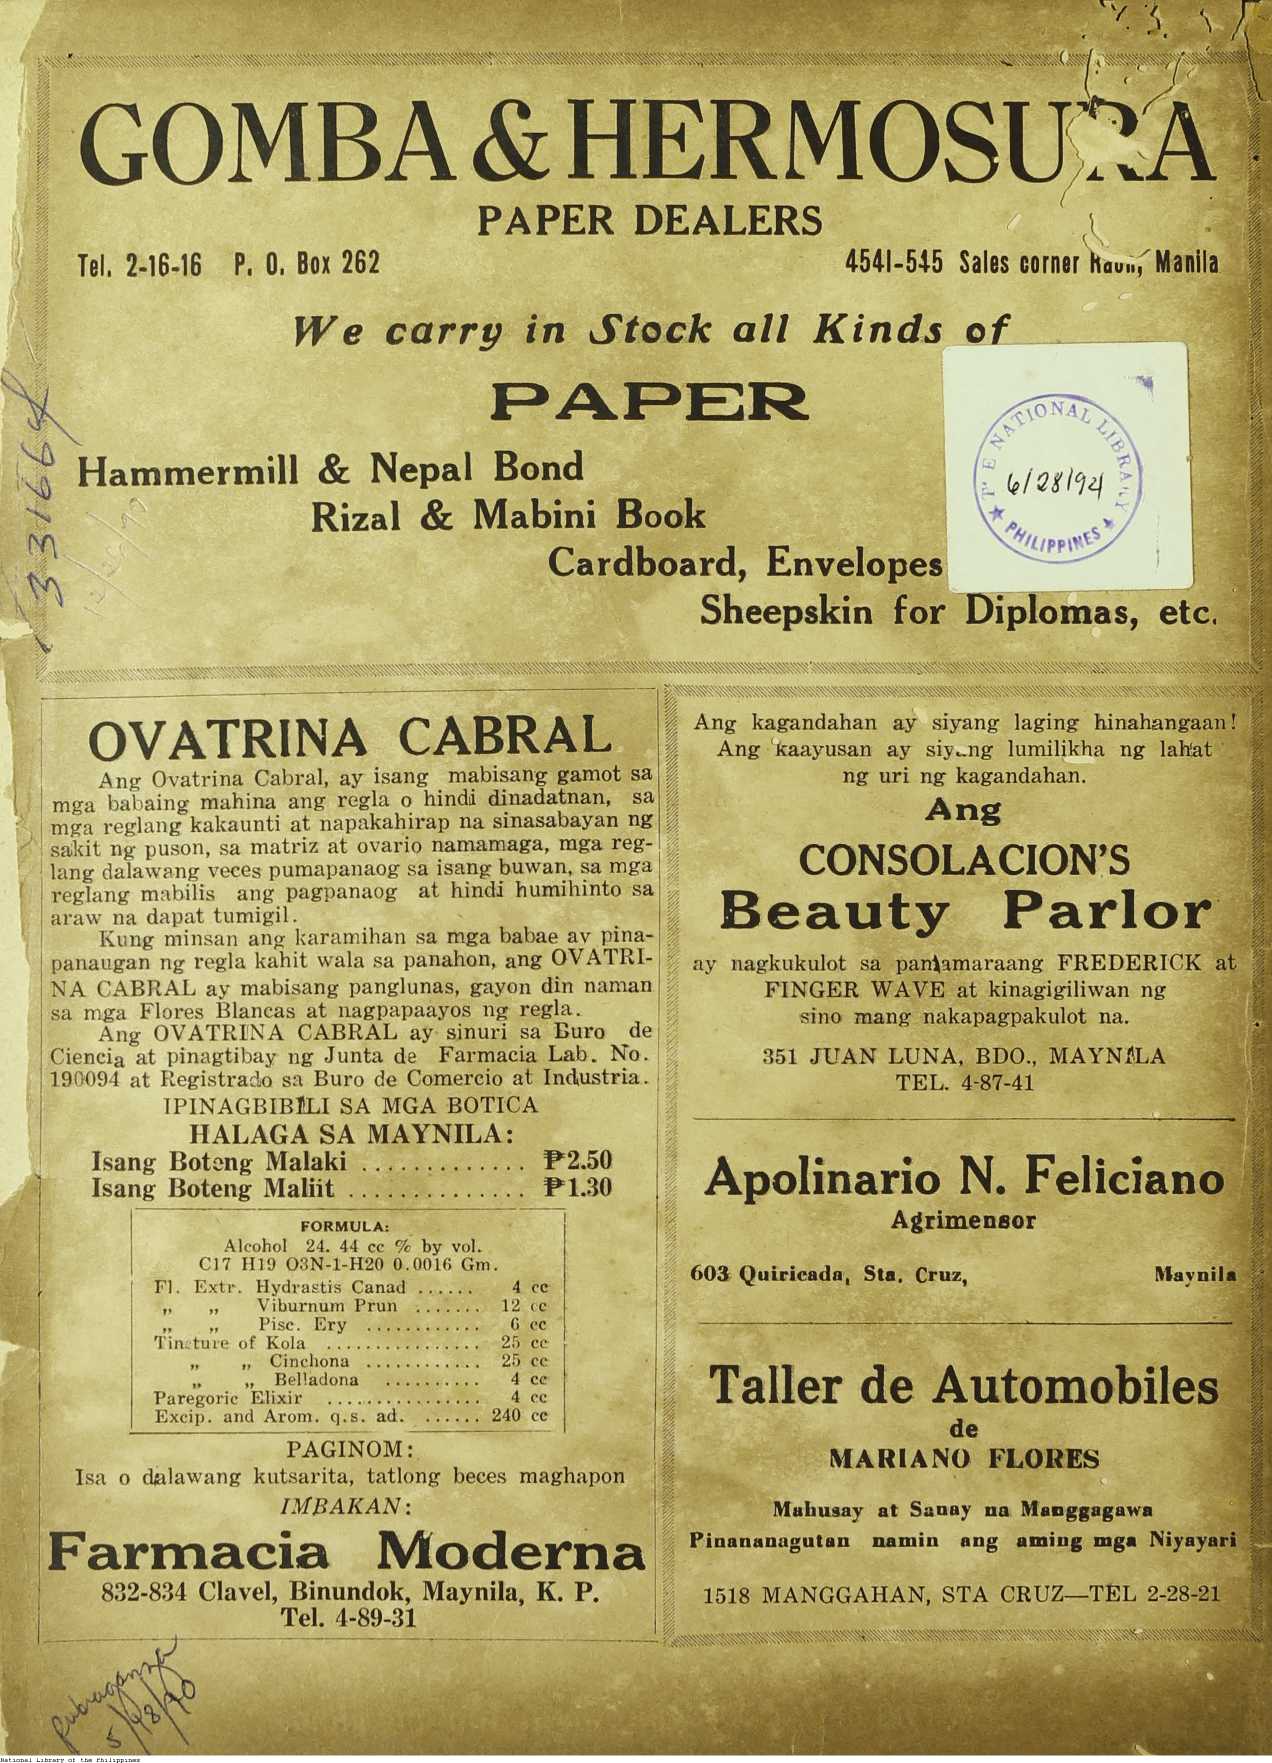 GOMBA & HERMOSURA
PAPER DEALERS
Tel. 2-16-16 P. O. Box 262
4541-545 Sales corner Raon, Manila
We carry in Stock all Kinds of
PAPER
Hammermill & Nepal Bond
Rizal & Mabini Book
Cardboard, Envelopes
Sheepskin for Diplomas, etc.
NATIONAL LIBRARY
6/28/94
PHILIPPINES
331664
OVATRINA CABRAL
Ang Ovatrina Cabral, ay isang mabisang gamot sa
mga babaing mahina ang regla o hindi dinadatnan, sa
mga reglang kakaunti at napakahirap na sinasabayan ng
sakit ng puson, sa matriz at ovario namamaga, mga reg-
lang dalawang veces pumapanaog sa isang buwan, sa mga
reglang mabilis ang pagpanaog at hindi humihinto sa
araw na dapat tumigil.
Kung minsan ang karamihan sa mga babae av pina-
panaugan ng regla kahit wala sa panahon, ang OVATRI-
NA CABRAL ay mabisang panglunas, gayon din naman
sa mga Flores Blancas at nagpapaayos ng regla.
Ang OVATRINA CABRAL ay sinuri sa Buro de
Ciencia at pinagtibay ng Junta de Farmacia Lab. No.
190094 at Registrado sa Buro de Comercio at Industria.
IPINAGBIBILI SA MGA BOTICA
HALAGA SA MAYNILA:
Isang Boteng Malaki ............. ₱2.50
Isang Boteng Maliit .............. ₱1.30
FORMULA:
Alcohol 24. 44 cc % by vol.
C17 H19 O3N-1-H20 0.0016 Gm.
Fl. Extr. Hydrastis Canad ...... 4 cc
„ „ Viburnum Prun ....... 12 cc
„ „ Pisc. Ery ............ 6 cc
Tincture of Kola ................ 25 cc
„ „ Cinchona ............ 25 cc
„ „ Belladona .......... 4 cc
Paregoric Elixir ................ 4 cc
Excip. and Arom. q.s. ad. ...... 240 cc
PAGINOM:
Isa o dalawang kutsarita, tatlong beces maghapon
IMBAKAN:
Farmacia Moderna
832-834 Clavel, Binundok, Maynila, K. P.
Tel. 4-89-31
Ang kagandahan ay siyang laging hinahangaan!
Ang kaayusan ay siyang lumilikha ng lahat
ng uri ng kagandahan.
Ang
CONSOLACION'S
Beauty Parlor
ay nagkukulot sa pamamaraang FREDERICK at
FINGER WAVE at kinagigiliwan ng
sino mang nakapagpakulot na.
351 JUAN LUNA, BDO., MAYNILA
TEL. 4-87-41
Apolinario N. Feliciano
Agrimensor
603 Quiricada, Sta. Cruz, Maynila
Taller de Automobiles
de
MARIANO FLORES
Mahusay at Sanay na Manggagawa
Pinananagutan namin ang aming mga Niyayari
1518 MANGGAHAN, STA CRUZ—TEL 2-28-21
National Library of the Philippines